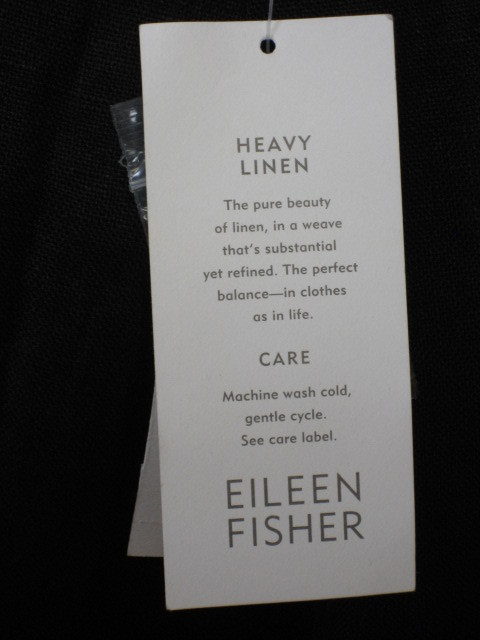 HEAVY
LINEN
The pure beauty
of linen, in a weave
that's substantial
yet refined. The perfect
balance—in clothes
as in life.
CARE
Machine wash cold,
gentle cycle.
See care label.
EILEEN
FISHER